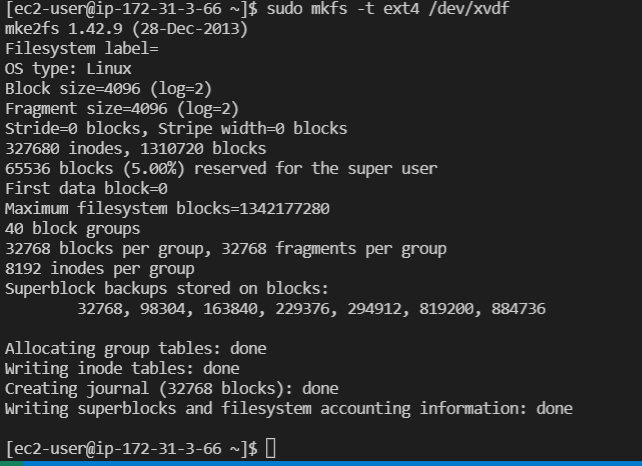 [ec2-user@ip-172-31-3-66 ~]$ sudo mkfs -t ext4 /dev/xvdf
mke2fs 1.42.9 (28-Dec-2013)
Filesystem label=
OS type: Linux
Block size=4096 (log=2)
Fragment size=4096 (log=2)
Stride=0 blocks, Stripe width=0 blocks
327680 inodes, 1310720 blocks
65536 blocks (5.00%) reserved for the super user
First data block=0
Maximum filesystem blocks=1342177280
40 block groups
32768 blocks per group, 32768 fragments per group
8192 inodes per group
Superblock backups stored on blocks:
        32768, 98304, 163840, 229376, 294912, 819200, 884736

Allocating group tables: done
Writing inode tables: done
Creating journal (32768 blocks): done
Writing superblocks and filesystem accounting information: done

[ec2-user@ip-172-31-3-66 ~]$